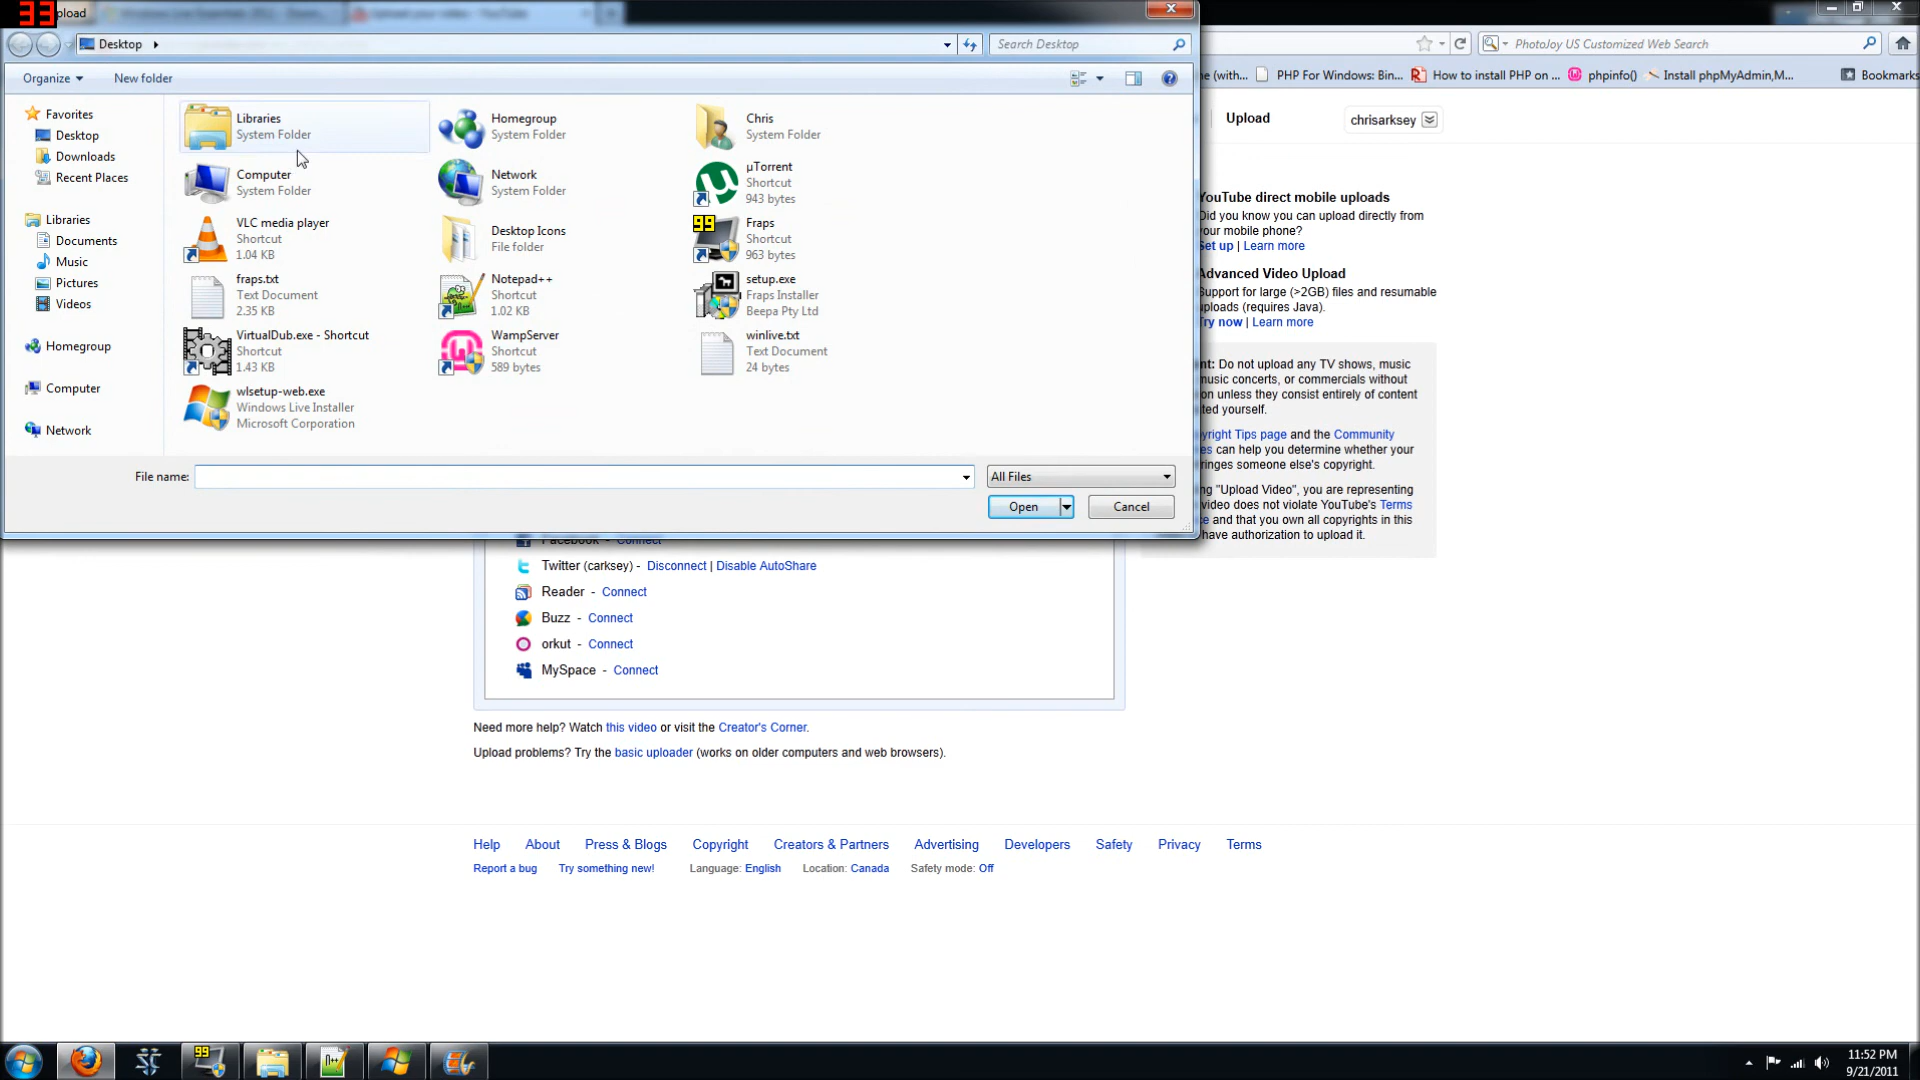 33
pload
Desktop
Search Desktop
PhotoJoy US Customized Web Search
Organize
New folder
e (with...
PHP For Windows: Bin...
How to install PHP on ...
phpinfo()
Install phpMyAdmin,M...
Bookmarks
Favorites
Desktop
Downloads
Recent Places
Libraries
Documents
Music
Pictures
Videos
Homegroup
Computer
Network
Libraries
System Folder
Homegroup
System Folder
Chris
System Folder
Computer
System Folder
Network
System Folder
µTorrent
Shortcut
943 bytes
VLC media player
Shortcut
1.04 KB
Desktop Icons
File folder
99
Fraps
Shortcut
963 bytes
fraps.txt
Text Document
2.35 KB
Notepad++
Shortcut
1.02 KB
setup.exe
Fraps Installer
Beepa Pty Ltd
VirtualDub.exe - Shortcut
Shortcut
1.43 KB
WampServer
Shortcut
589 bytes
winlive.txt
Text Document
24 bytes
wlsetup-web.exe
Windows Live Installer
Microsoft Corporation
File name:
All Files
Open
Cancel
Upload
chrisarksey
YouTube direct mobile uploads
Did you know you can upload directly from
your mobile phone?
Set up | Learn more
Advanced Video Upload
Support for large (>2GB) files and resumable
uploads (requires Java).
Try now | Learn more
nt: Do not upload any TV shows, music
music concerts, or commercials without
on unless they consist entirely of content
ted yourself.
yright Tips page and the Community
es can help you determine whether your
ringes someone else's copyright.
ng "Upload Video", you are representing
video does not violate YouTube's Terms
e and that you own all copyrights in this
have authorization to upload it.
Facebook - Connect
Twitter (carksey) - Disconnect | Disable AutoShare
Reader - Connect
Buzz - Connect
orkut - Connect
MySpace - Connect
Need more help? Watch this video or visit the Creator's Corner.
Upload problems? Try the basic uploader (works on older computers and web browsers).
Help About Press & Blogs Copyright Creators & Partners Advertising Developers Safety Privacy Terms
Report a bug Try something new! Language: English Location: Canada Safety mode: Off
99
11:52 PM
9/21/2011